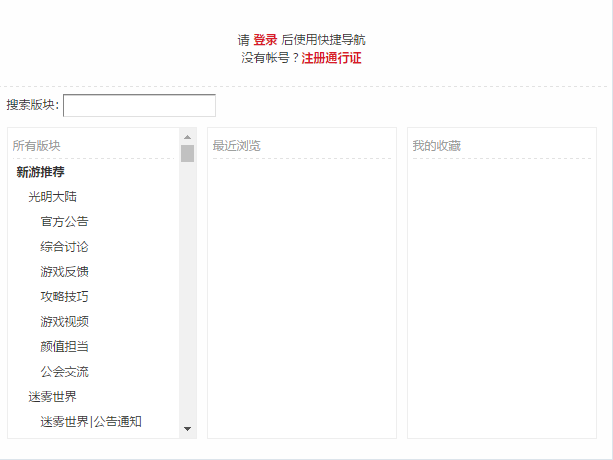 请 登录 后使用快捷导航
没有帐号？注册通行证
搜索版块:
所有版块
新游推荐
光明大陆
官方公告
综合讨论
游戏反馈
攻略技巧
游戏视频
颜值担当
公会交流
迷雾世界
迷雾世界|公告通知
最近浏览
我的收藏